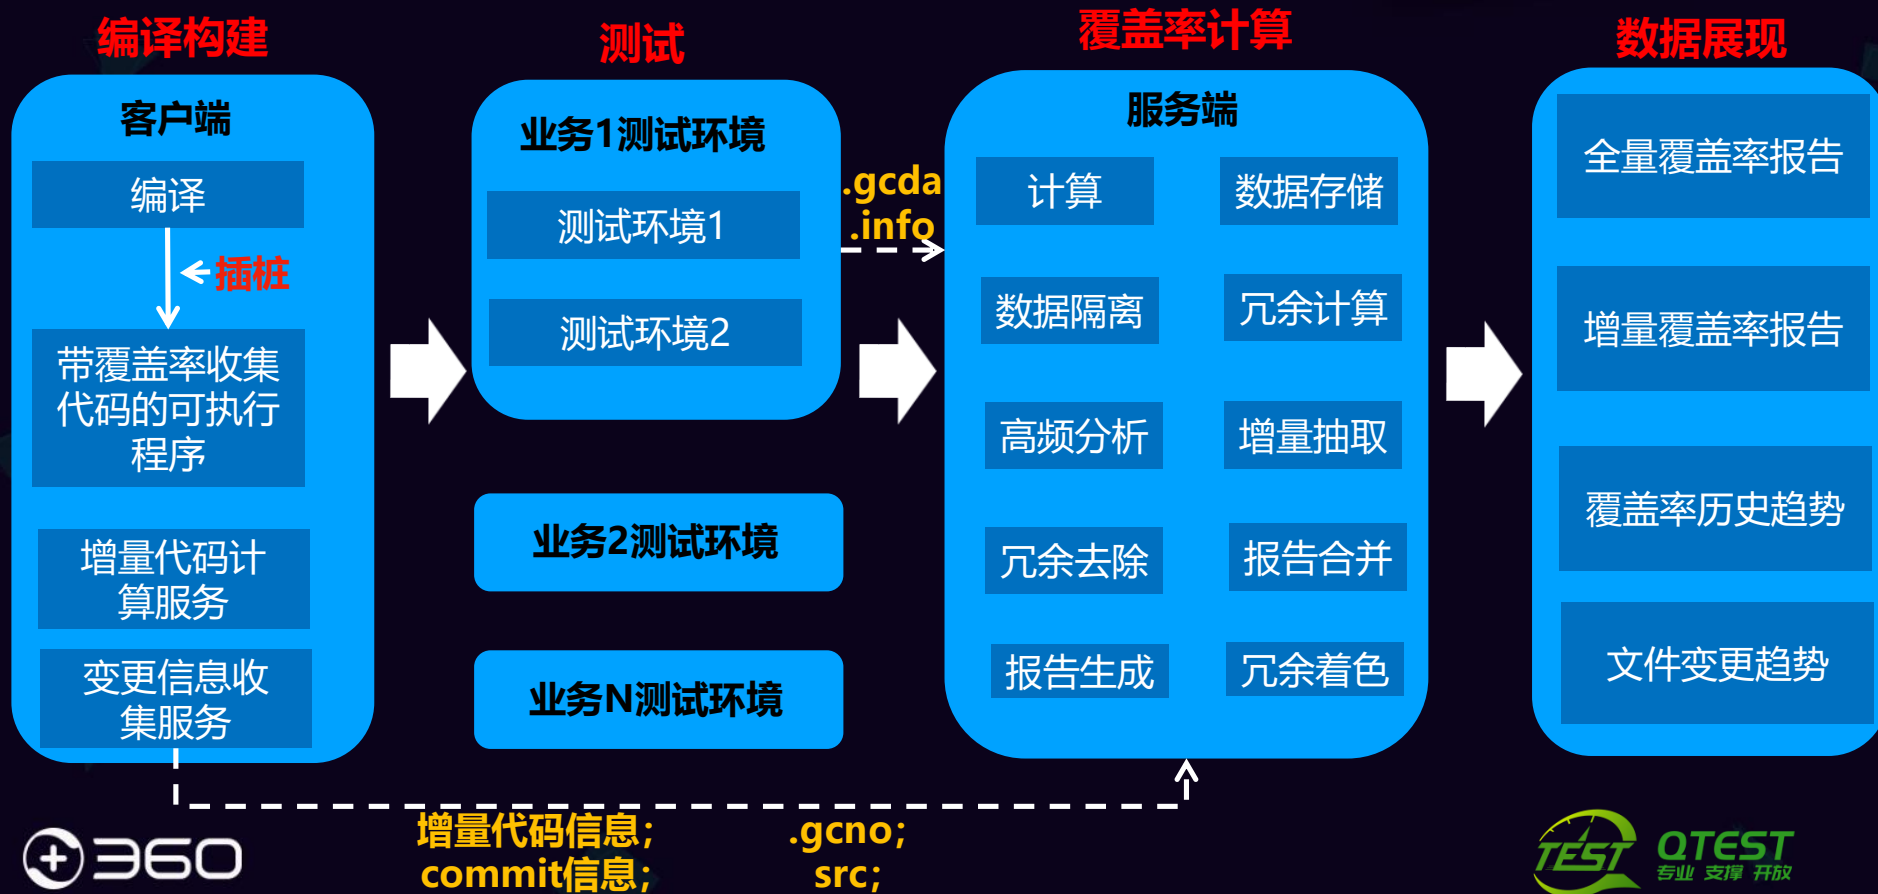 编译构建
客户端
编译
插桩
带覆盖率收集
代码的可执行
程序
增量代码计
算服务
变更信息收
集服务
测试
业务1测试环境
测试环境1
测试环境2
业务2测试环境
业务N测试环境
.gcda
.info
覆盖率计算
服务端
计算
数据存储
数据隔离
冗余计算
高频分析
增量抽取
冗余去除
报告合并
报告生成
冗余着色
数据展现
全量覆盖率报告
增量覆盖率报告
覆盖率历史趋势
文件变更趋势
增量代码信息; .gcno;
commit信息; src;
360
TEST
QTEST
专业 支撑 开放